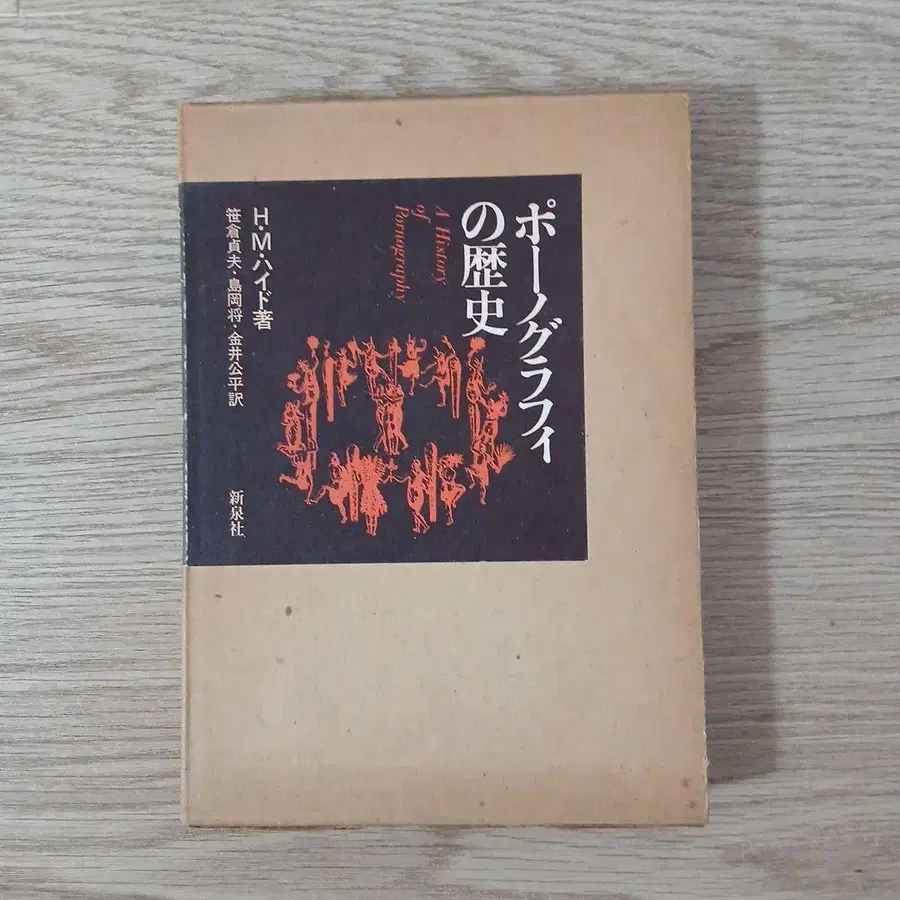 ポーノグラフィ
の歴史
A History
of
Pornography
H・M・ハイド著
笹倉貞夫・島岡将・金井公平訳
新泉社